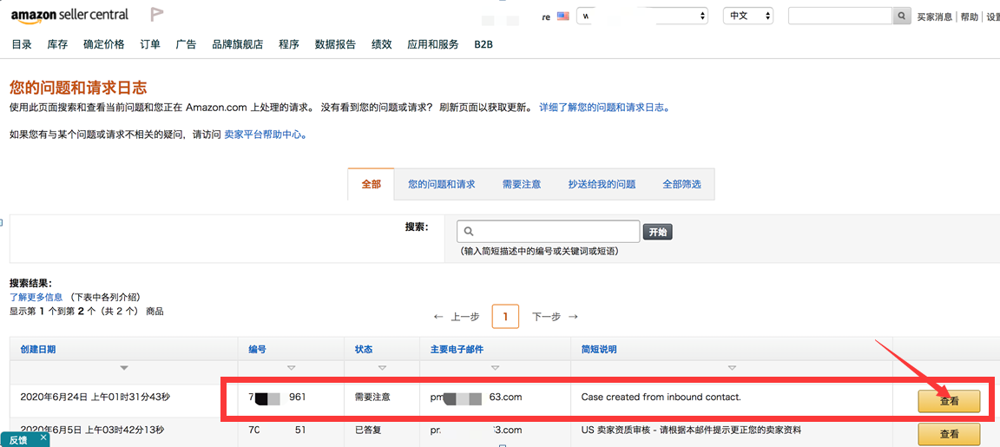 amazon seller central
re
w
中文
买家消息 | 帮助 | 设置
目录 库存 确定价格 订单 广告 品牌旗舰店 程序 数据报告 绩效 应用和服务 B2B
您的问题和请求日志
使用此页面搜索和查看当前问题和您正在 Amazon.com 上处理的请求。 没有看到您的问题或请求？ 刷新页面以获取更新。 详细了解您的问题和请求日志。
如果您有与某个问题或请求不相关的疑问，请访问 卖家平台帮助中心。
全部 您的问题和请求 需要注意 抄送给我的问题 全部筛选
搜索： 开始
（输入简短描述中的编号或关键词或短语）
搜索结果：
了解更多信息 （下表中各列介绍）
显示第 1 个到第 2 个（共 2 个） 商品
← 上一步 1 下一步 →
创建日期 编号 状态 主要电子邮件 简短说明
2020年6月24日 上午01时31分43秒 7 961 需要注意 pm 63.com Case created from inbound contact. 查看
2020年6月5日 上午03时42分13秒 70 51 已答复 pr. 3.com US 卖家资质审核 - 请根据本邮件提示更正您的卖家资料 查看
反馈 ×